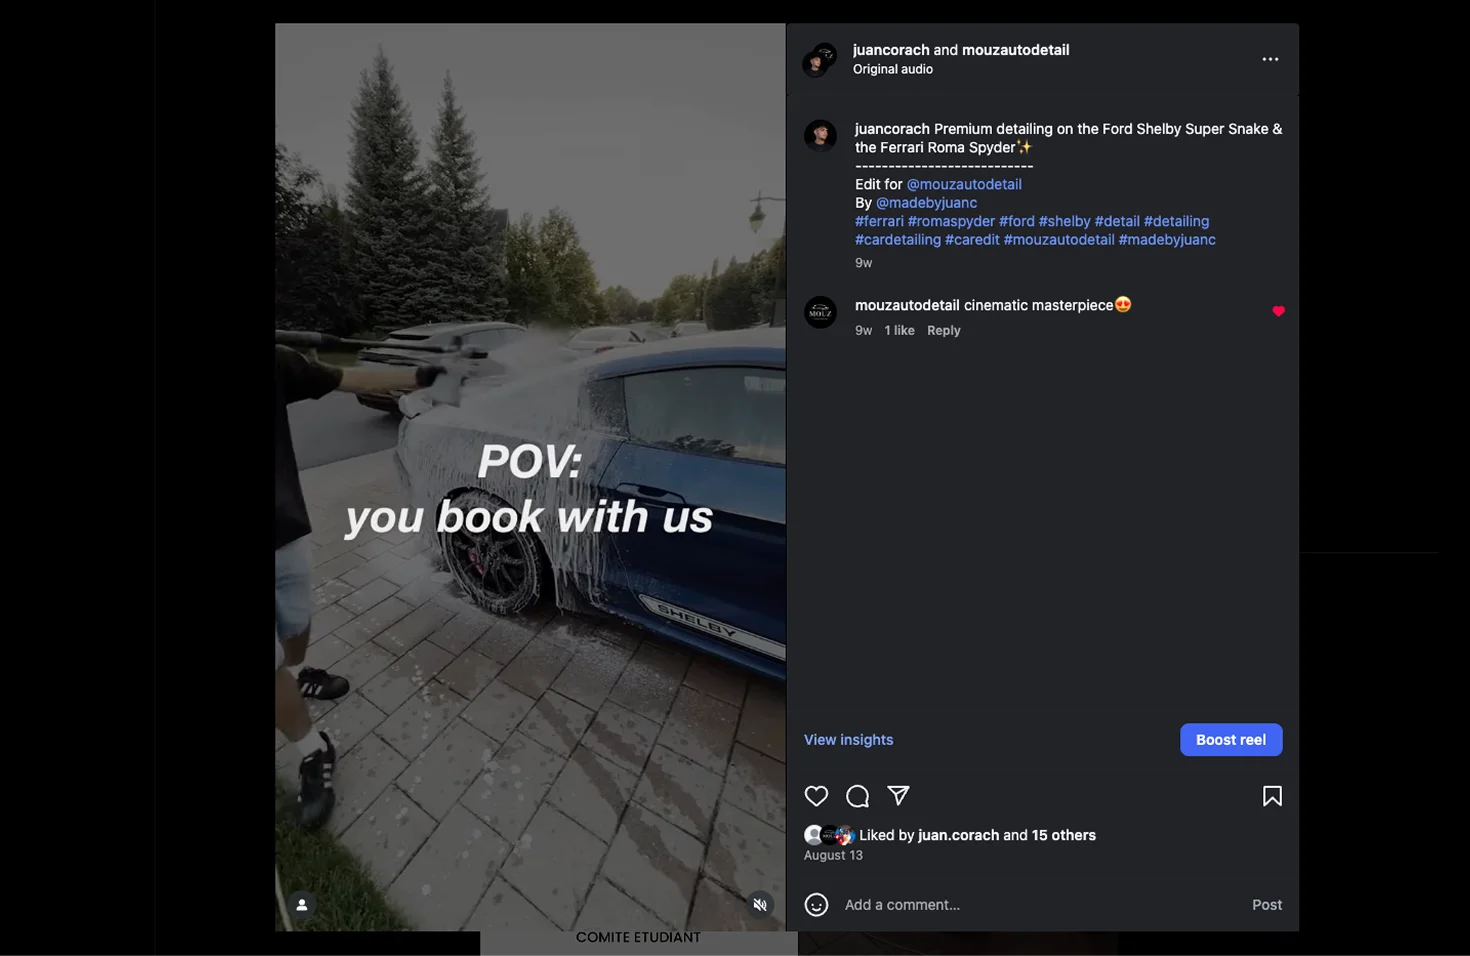 POV:
you book with us
SHELBY
juancorach and mouzautodetail
Original audio
juancorach Premium detailing on the Ford Shelby Super Snake &
the Ferrari Roma Spyder✨
---------------------------
Edit for @mouzautodetail
By @madebyjuanc
#ferrari #romaspyder #ford #shelby #detail #detailing
#cardetailing #caredit #mouzautodetail #madebyjuanc
9w
MOUZ
mouzautodetail cinematic masterpiece😍
9w 1 like Reply
View insights
Boost reel
Liked by juan.corach and 15 others
August 13
Add a comment...
Post
COMITE ETUDIANT